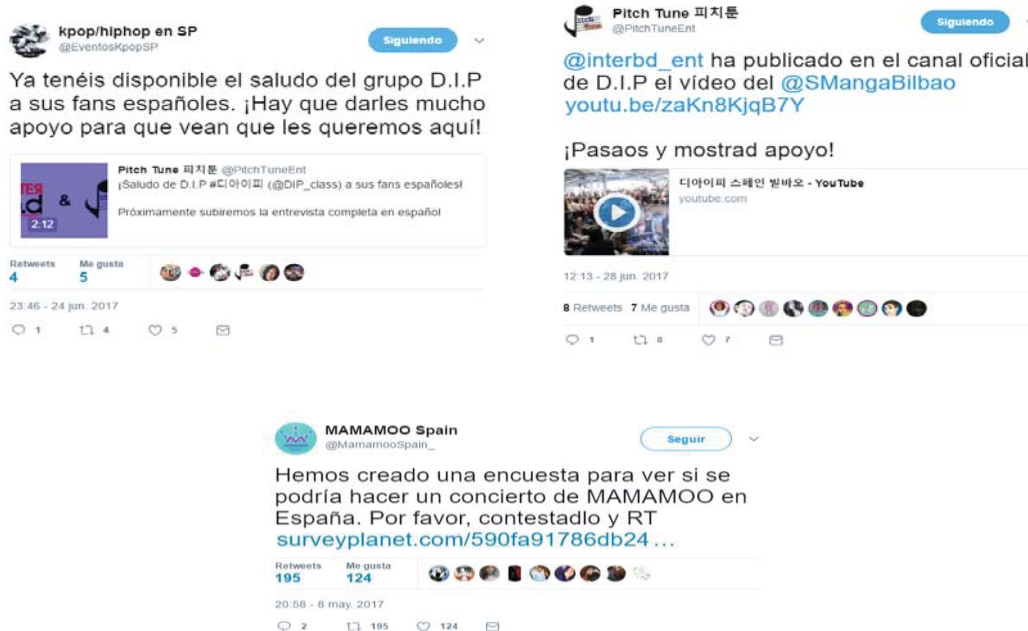 kpop/hiphop en SP
@EventosKpopSP
Siguiendo
Ya tenéis disponible el saludo del grupo D.I.P
a sus fans españoles. ¡Hay que darles mucho
apoyo para que vean que les queremos aquí!
Pitch Tune 피치툰 @PitchTuneEnt
¡Saludo de D.I.P #디아이피 (@DIP_class) a sus fans españoles!
Próximamente subiremos la entrevista completa en español
&
2:12
Retweets Me gusta
4 5
23:46 - 24 jun. 2017
1 4 5
Pitch Tune 피치툰
@PitchTuneEnt
Siguiendo
@interbd_ent ha publicado en el canal oficial
de D.I.P el vídeo del @SMangaBilbao
youtu.be/zaKn8KjqB7Y
¡Pasaos y mostrad apoyo!
디아이피 스페인 빌바오 - YouTube
youtube.com
12:13 - 28 jun. 2017
8 Retweets 7 Me gusta
1 8 7
MAMAMOO Spain
@MamamooSpain_
Seguir
Hemos creado una encuesta para ver si se
podría hacer un concierto de MAMAMOO en
España. Por favor, contestadlo y RT
surveyplanet.com/590fa91786db24...
Retweets Me gusta
195 124
20:58 - 8 may. 2017
2 195 124